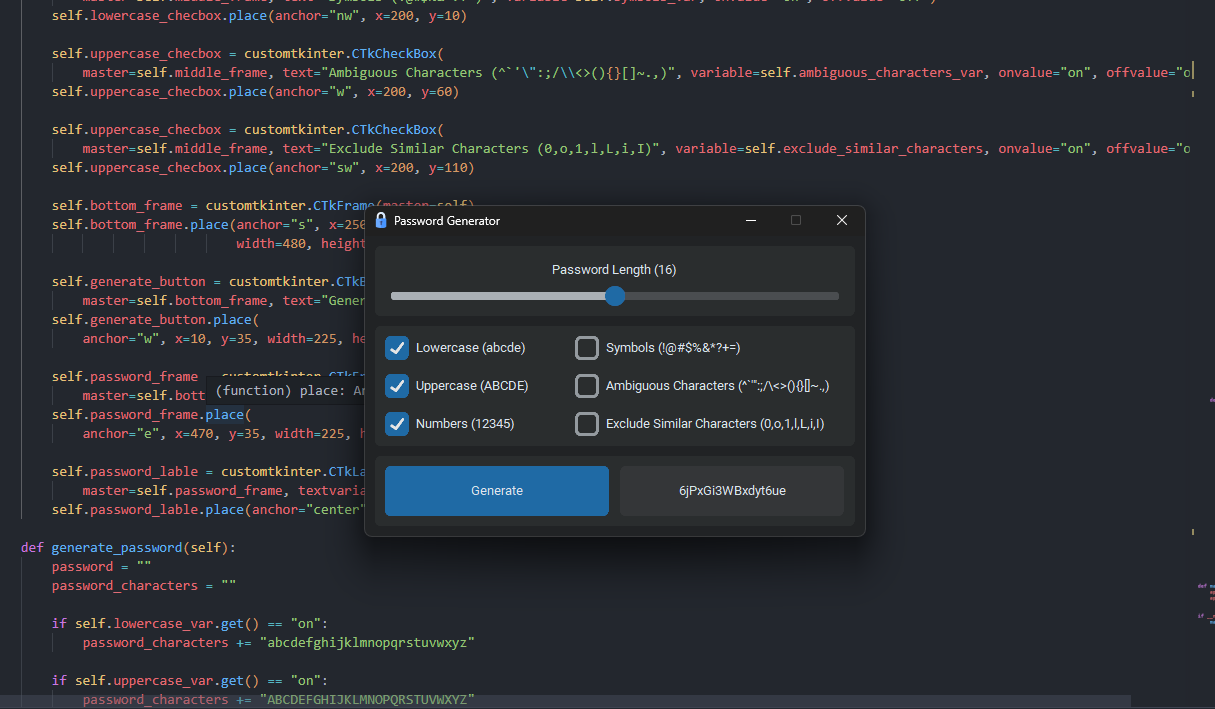 self.lowercase_checbox.place(anchor="nw", x=200, y=10)
self.uppercase_checbox = customtkinter.CTkCheckBox(
master=self.middle_frame, text="Ambiguous Characters (^`'\":;/\\<>(){}[]~.,)", variable=self.ambiguous_characters_var, onvalue="on", offvalue="o
self.uppercase_checbox.place(anchor="w", x=200, y=60)
self.uppercase_checbox = customtkinter.CTkCheckBox(
master=self.middle_frame, text="Exclude Similar Characters (0,o,1,l,L,i,I)", variable=self.exclude_similar_characters, onvalue="on", offvalue="o
self.uppercase_checbox.place(anchor="sw", x=200, y=110)
self.bottom_frame = customtkinter.CTkFrame(master=self)
self.bottom_frame.place(anchor="s", x=250
width=480, height
self.generate_button = customtkinter.CTkB
master=self.bottom_frame, text="Gener
self.generate_button.place(
anchor="w", x=10, y=35, width=225, he
self.password_frame = customtkinter.CTkFr
master=self.bott
(function) place: An
self.password_frame.place(
anchor="e", x=470, y=35, width=225, h
self.password_lable = customtkinter.CTkLa
master=self.password_frame, textvaria
self.password_lable.place(anchor="center"
def generate_password(self):
password = ""
password_characters = ""
if self.lowercase_var.get() == "on":
password_characters += "abcdefghijklmnopqrstuvwxyz"
if self.uppercase_var.get() == "on":
password_characters += "ABCDEFGHIJKLMNOPQRSTUVWXYZ"
Password Generator
Password Length (16)
Lowercase (abcde)
Symbols (!@#$%&*?+=)
Uppercase (ABCDE)
Ambiguous Characters (^`'":;/\<>(){}[]~.,)
Numbers (12345)
Exclude Similar Characters (0,o,1,l,L,i,I)
Generate
6jPxGi3WBxdyt6ue